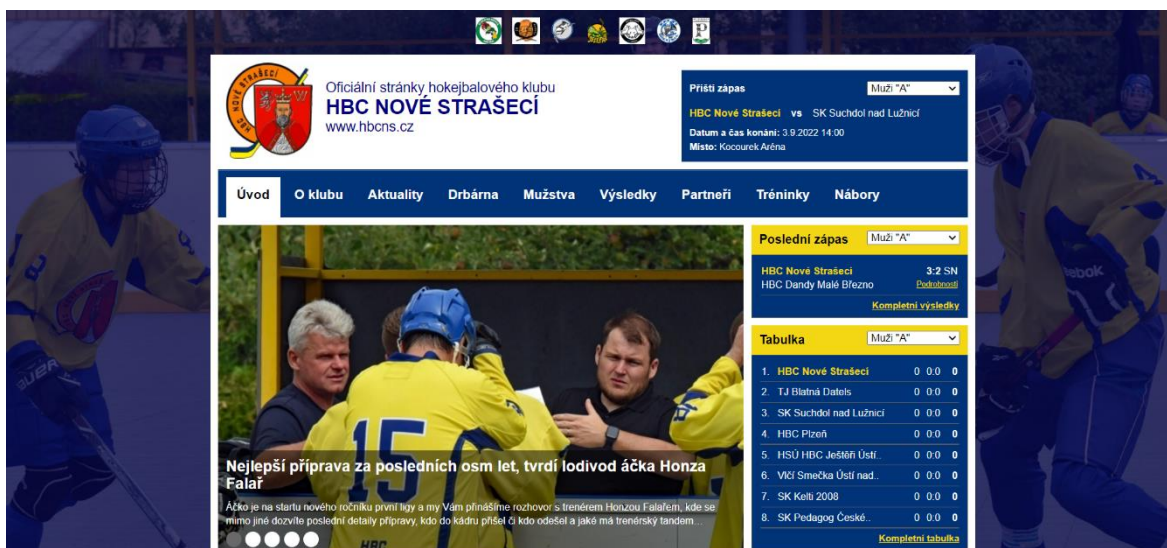 HBC NOVÉ STRAŠECÍ
Oficiální stránky hokejbalového klubu
HBC NOVÉ STRAŠECÍ
www.hbcns.cz
Příští zápas
Muži "A"
HBC Nové Strašecí vs SK Suchdol nad Lužnicí
Datum a čas konání: 3.9.2022 14:00
Místo: Kocourek Aréna
Úvod O klubu Aktuality Drbárna Mužstva Výsledky Partneři Tréninky Nábory
15
HBC
Nejlepší příprava za posledních osm let, tvrdí lodivod áčka Honza
Falař
Áčko je na startu nového ročníku první ligy a my Vám přinášíme rozhovor s trenérem Honzou Falařem, kde se
mimo jiné dozvíte poslední detaily přípravy, kdo do kádru přišel či kdo odešel a jaké má trenérský tandem...
Poslední zápas Muži "A"
HBC Nové Strašecí 3:2 SN
HBC Dandy Malé Březno Podrobnosti
Kompletní výsledky
Tabulka Muži "A"
1. HBC Nové Strašecí 0 0:0 0
2. TJ Blatná Datels 0 0:0 0
3. SK Suchdol nad Lužnicí 0 0:0 0
4. HBC Plzeň 0 0:0 0
5. HSÚ HBC Ještěři Ústí.. 0 0:0 0
6. Vlčí Smečka Ústí nad.. 0 0:0 0
7. SK Kelti 2008 0 0:0 0
8. SK Pedagog České.. 0 0:0 0
Kompletní tabulka